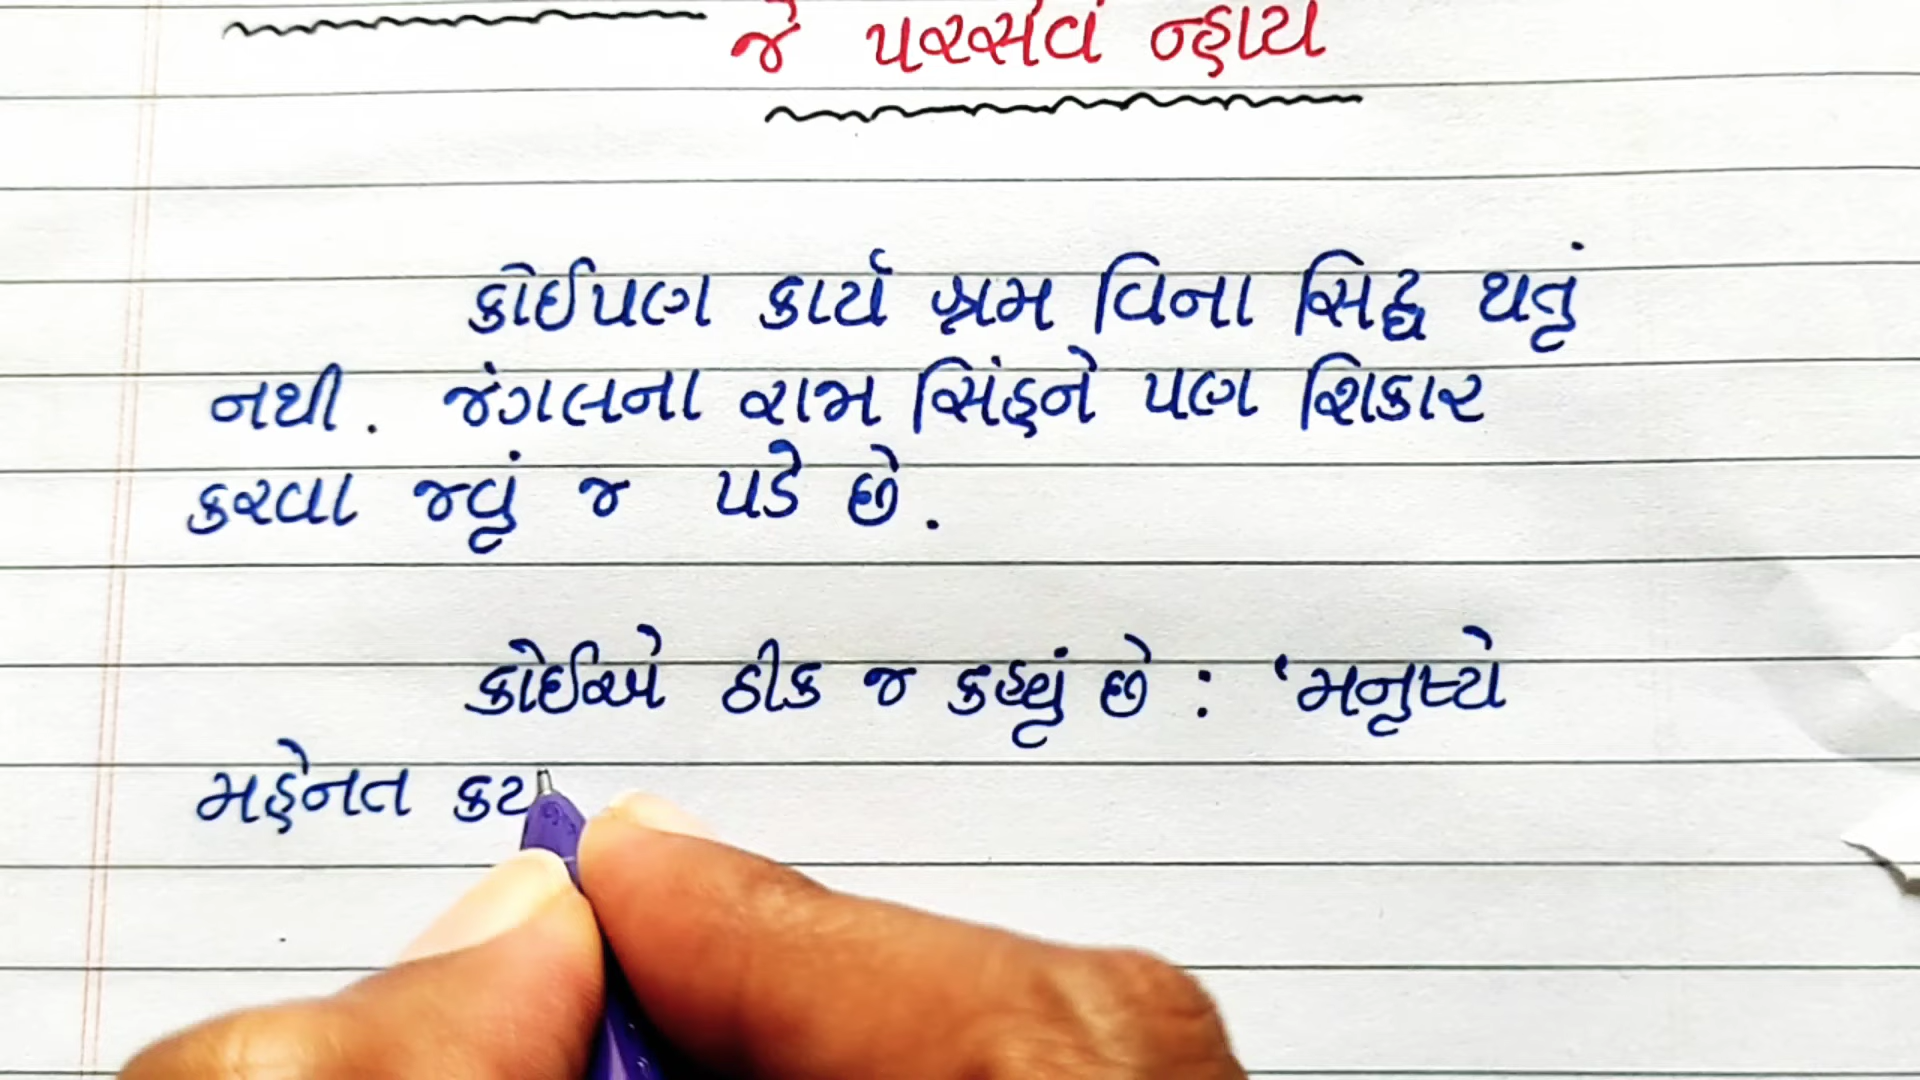 જે પરસેવે ન્હાય
કોઈપણ કાર્ય શ્રમ વિના સિદ્ધ થતું
નથી. જંગલના રાજા સિંહને પણ શિકાર
કરવા જવું જ પડે છે.
કોઈએ ઠીક જ કહ્યું છે : ‘મનુષ્યે
મહેનત